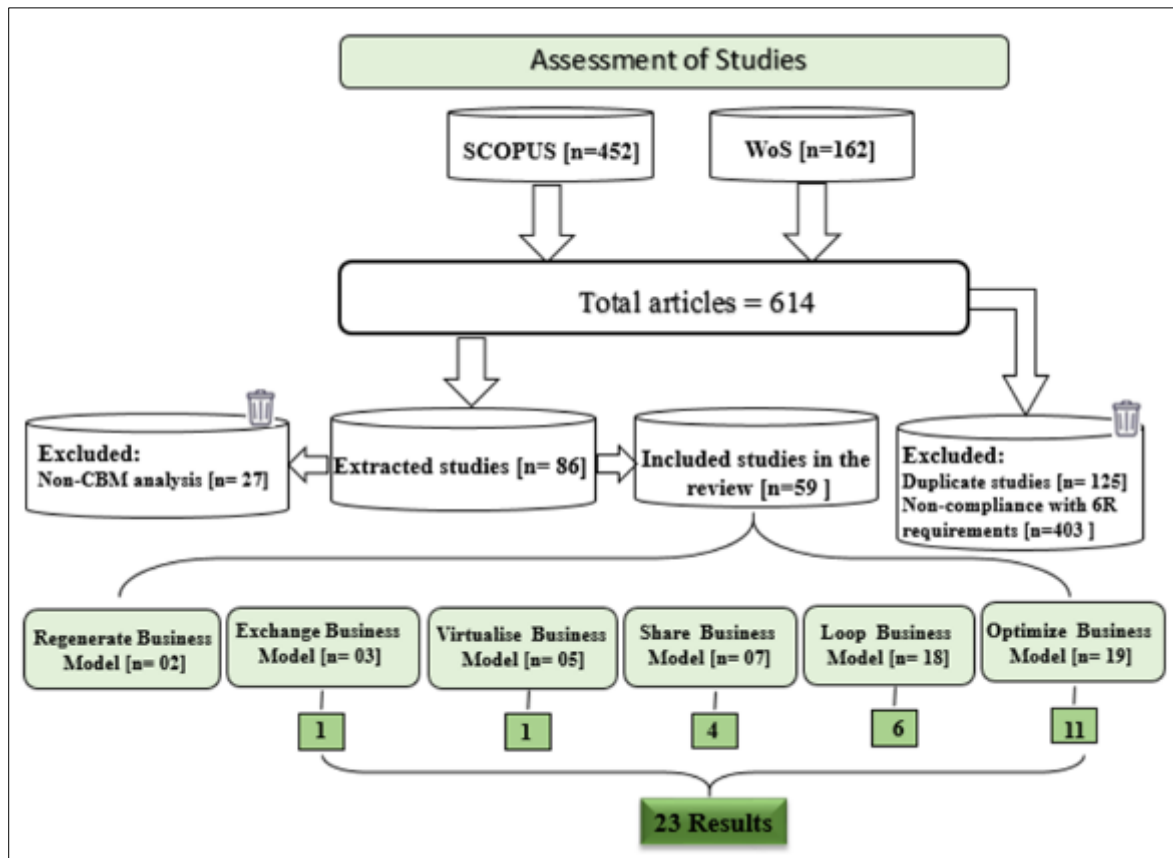 Assessment of Studies
SCOPUS [n=452]
WoS [n=162]
Total articles = 614
Excluded:
Non-CBM analysis [n= 27]
Extracted studies [n= 86]
Included studies in the
review [n=59 ]
Excluded:
Duplicate studies [n= 125]
Non-compliance with 6R
requirements [n=403 ]
Regenerate Business
Model [n= 02]
Exchange Business
Model [n= 03]
Virtualise Business
Model [n= 05]
Share Business
Model [n= 07]
Loop Business
Model [n= 18]
Optimize Business
Model [n= 19]
1
1
4
6
11
23 Results